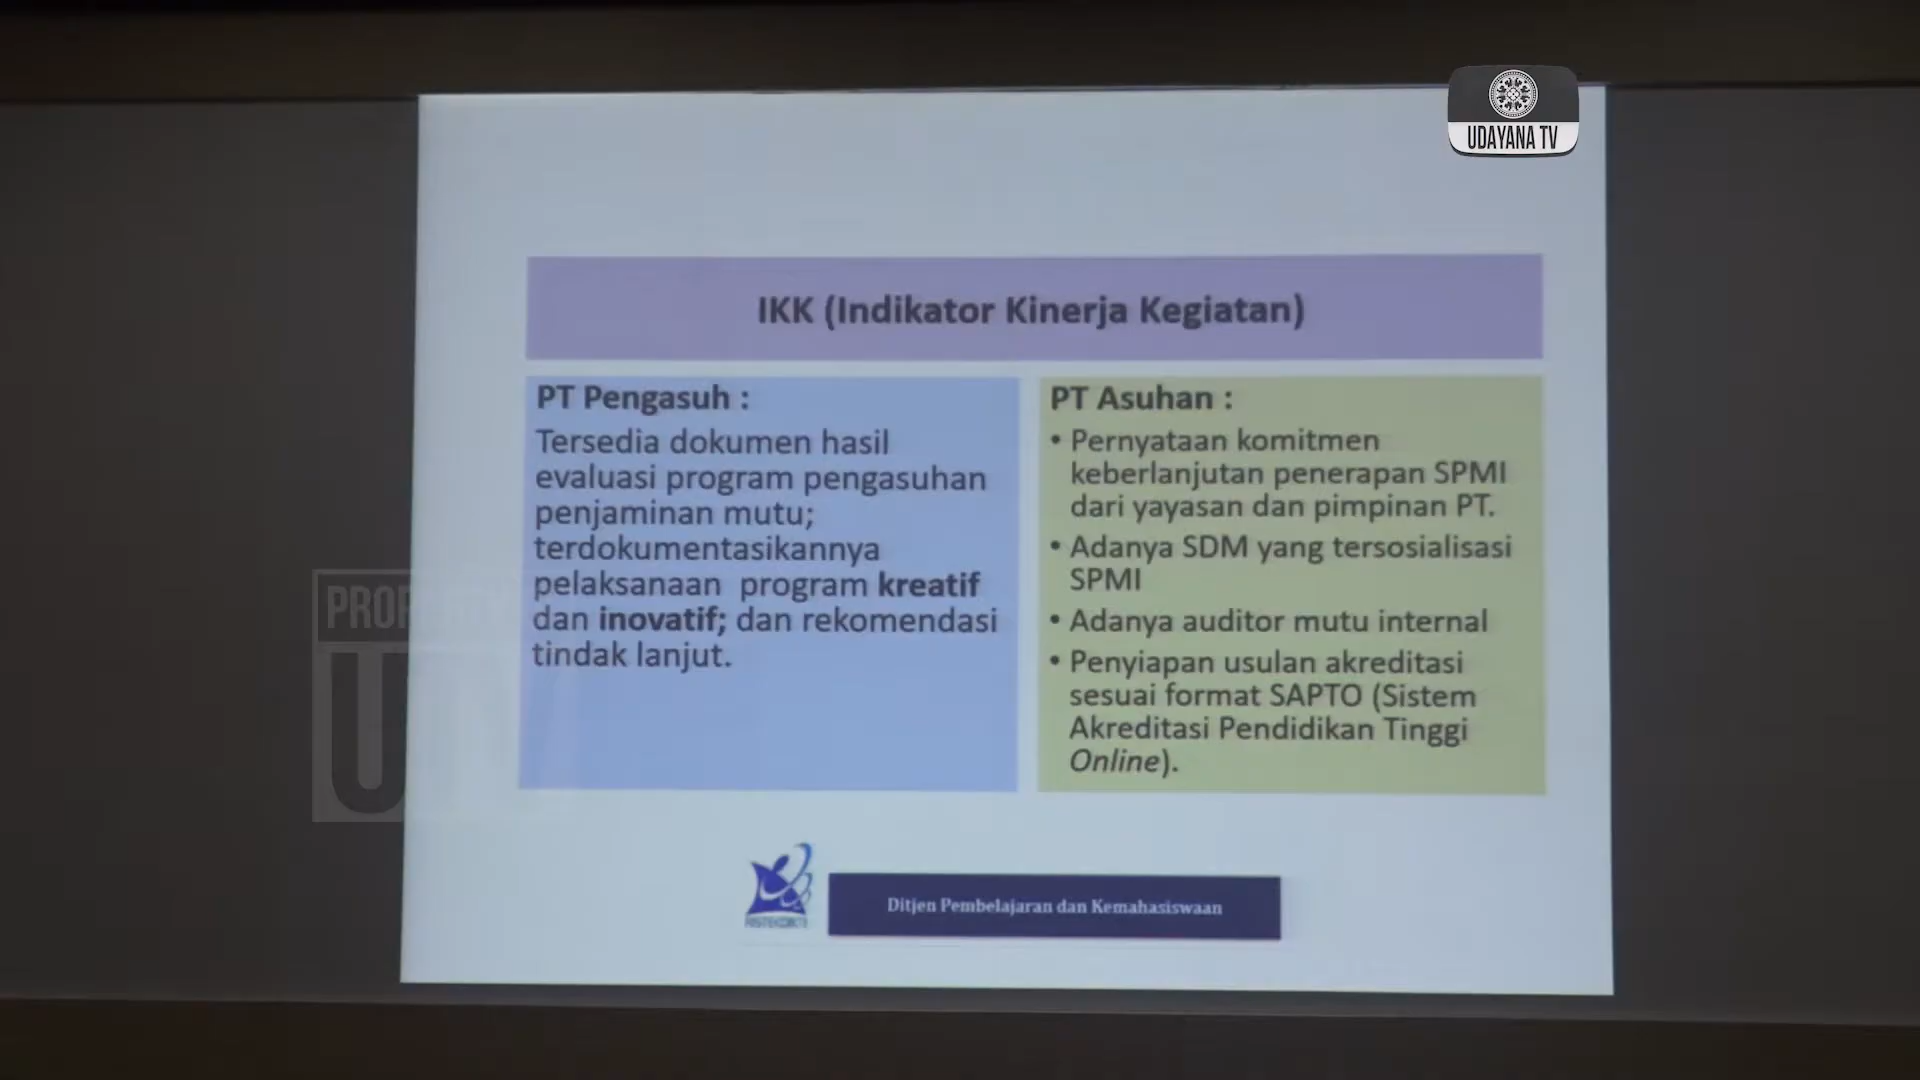 UDAYANA TV
IKK (Indikator Kinerja Kegiatan)
PT Pengasuh :
Tersedia dokumen hasil
evaluasi program pengasuhan
penjaminan mutu;
terdokumentasikannya
pelaksanaan program kreatif
dan inovatif; dan rekomendasi
tindak lanjut.
PT Asuhan :
• Pernyataan komitmen
keberlanjutan penerapan SPMI
dari yayasan dan pimpinan PT.
• Adanya SDM yang tersosialisasi
SPMI
• Adanya auditor mutu internal
• Penyiapan usulan akreditasi
sesuai format SAPTO (Sistem
Akreditasi Pendidikan Tinggi
Online).
PROPERTY
RISTEKDIKTI
Ditjen Pembelajaran dan Kemahasiswaan